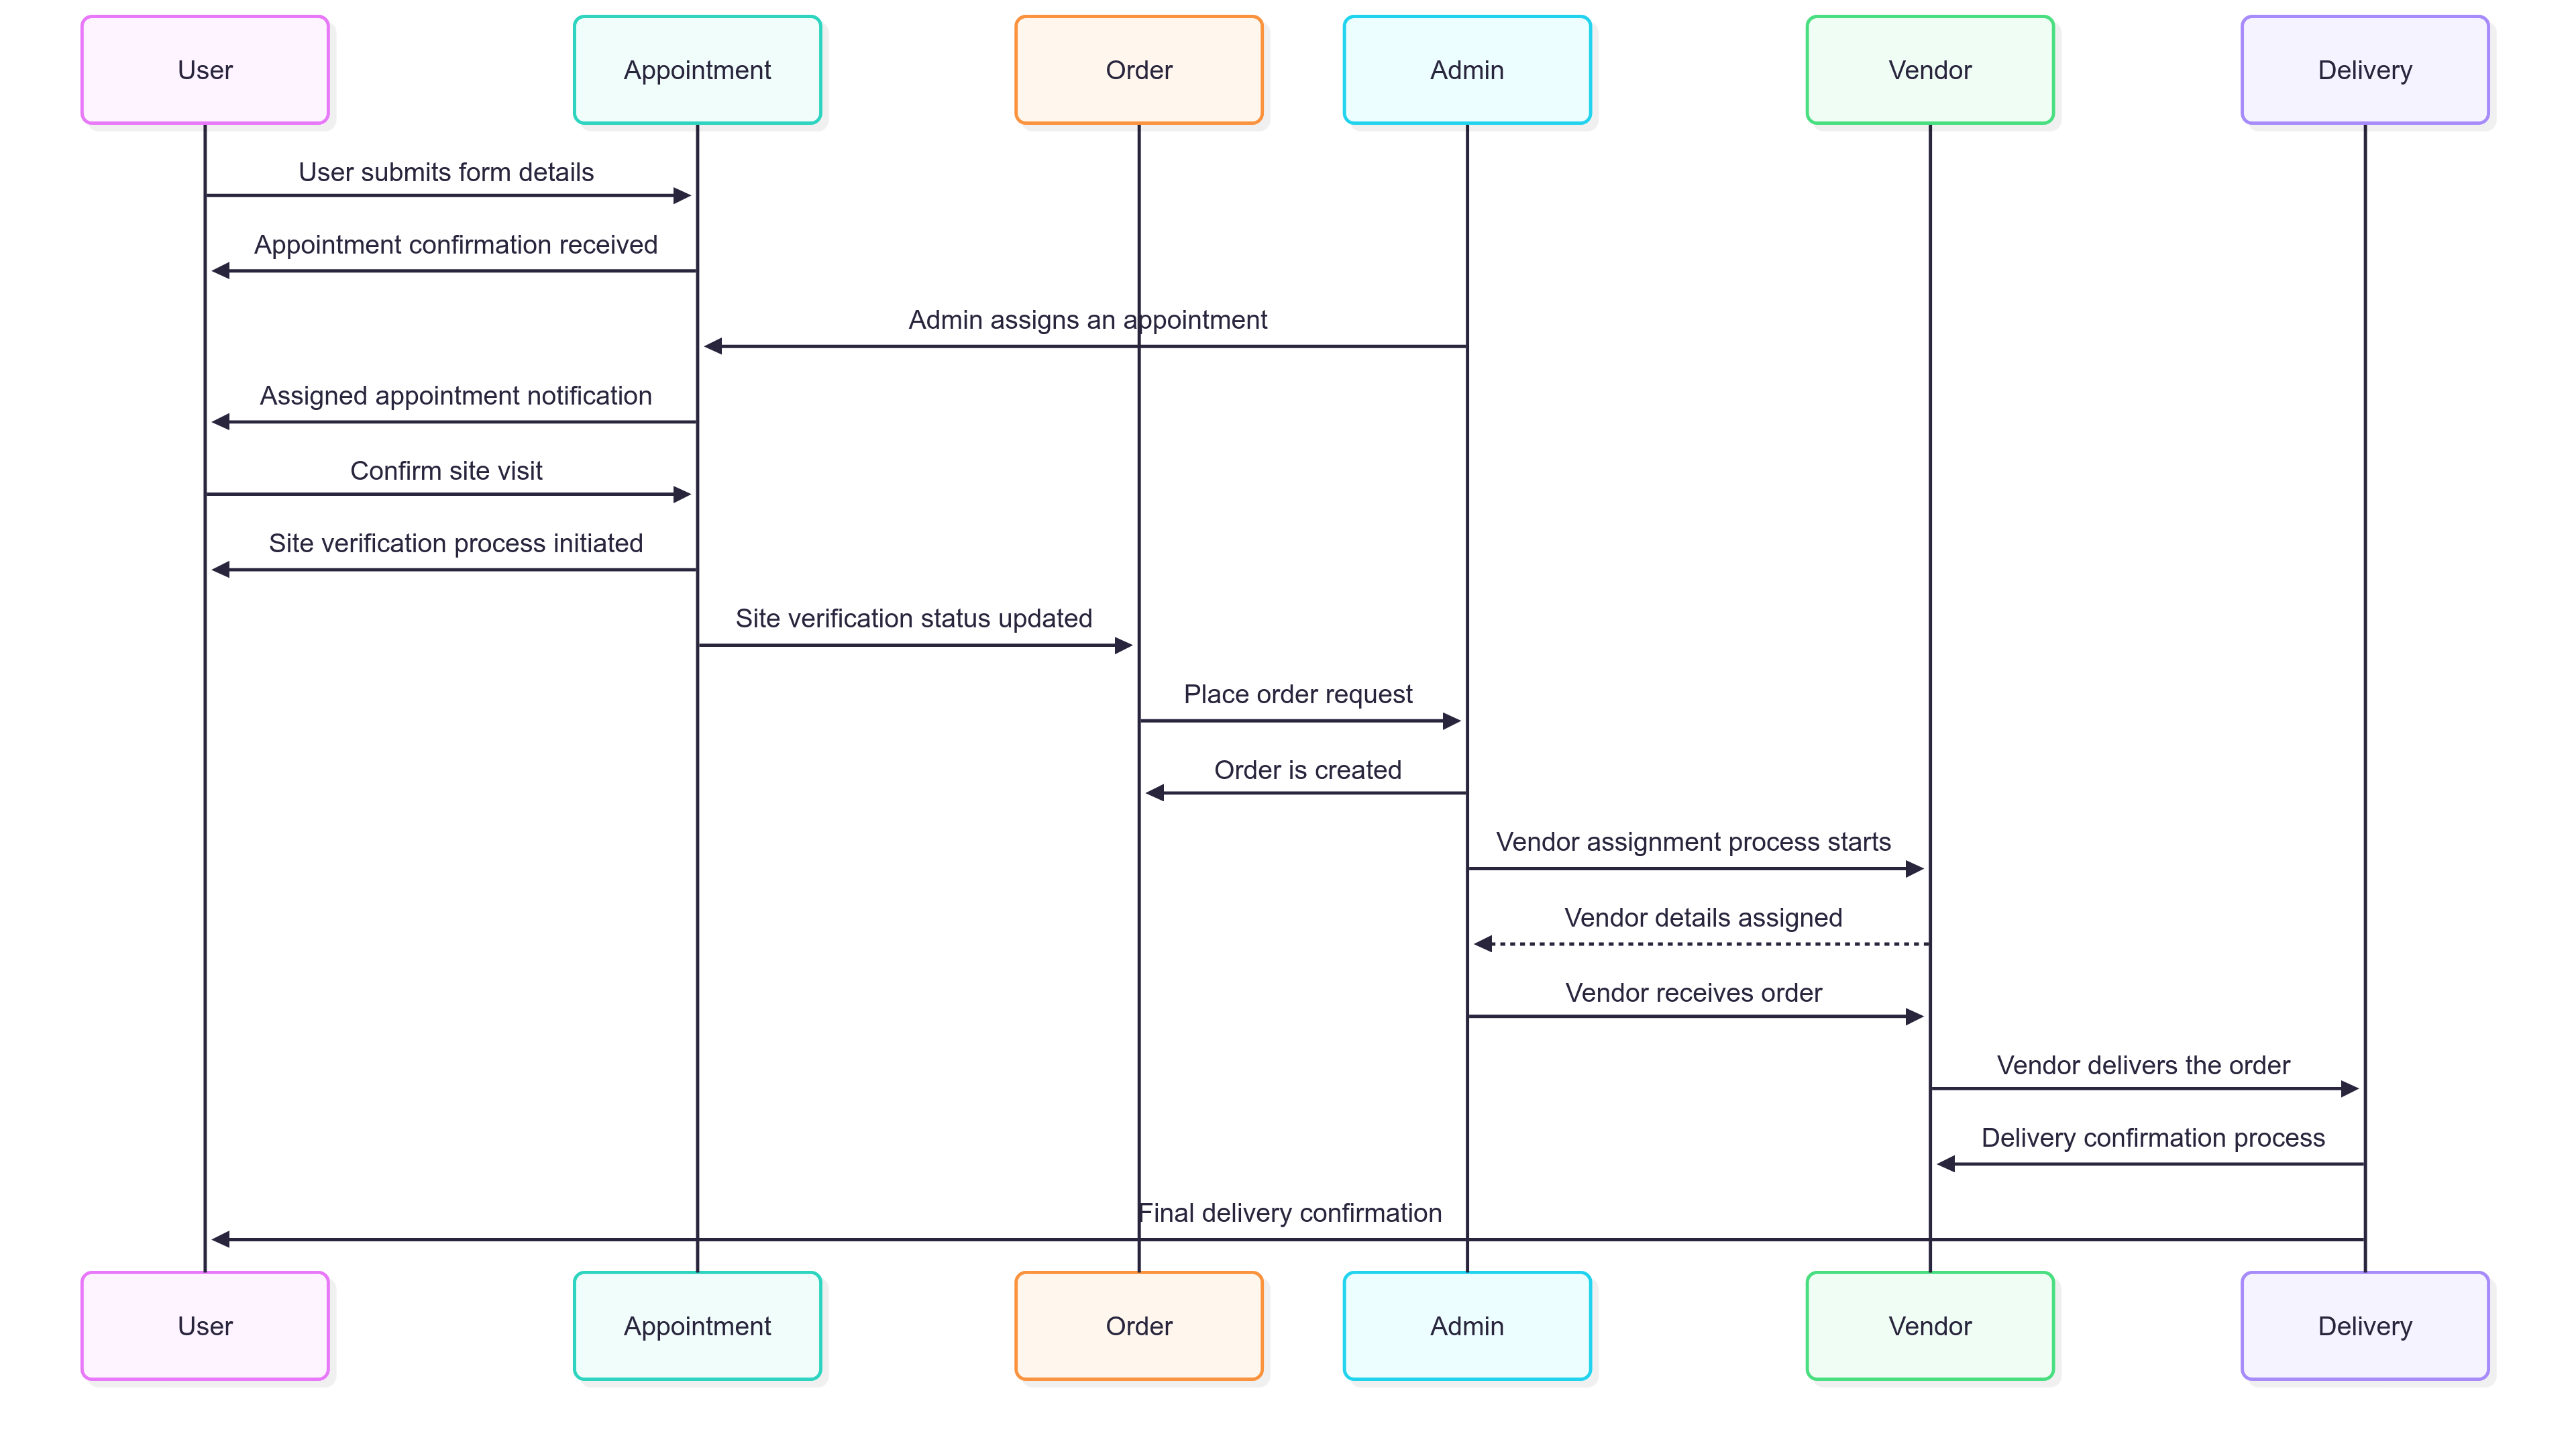 User
Appointment
Order
Admin
Vendor
Delivery
User submits form details
Appointment confirmation received
Admin assigns an appointment
Assigned appointment notification
Confirm site visit
Site verification process initiated
Site verification status updated
Place order request
Order is created
Vendor assignment process starts
Vendor details assigned
Vendor receives order
Vendor delivers the order
Delivery confirmation process
Final delivery confirmation
User
Appointment
Order
Admin
Vendor
Delivery